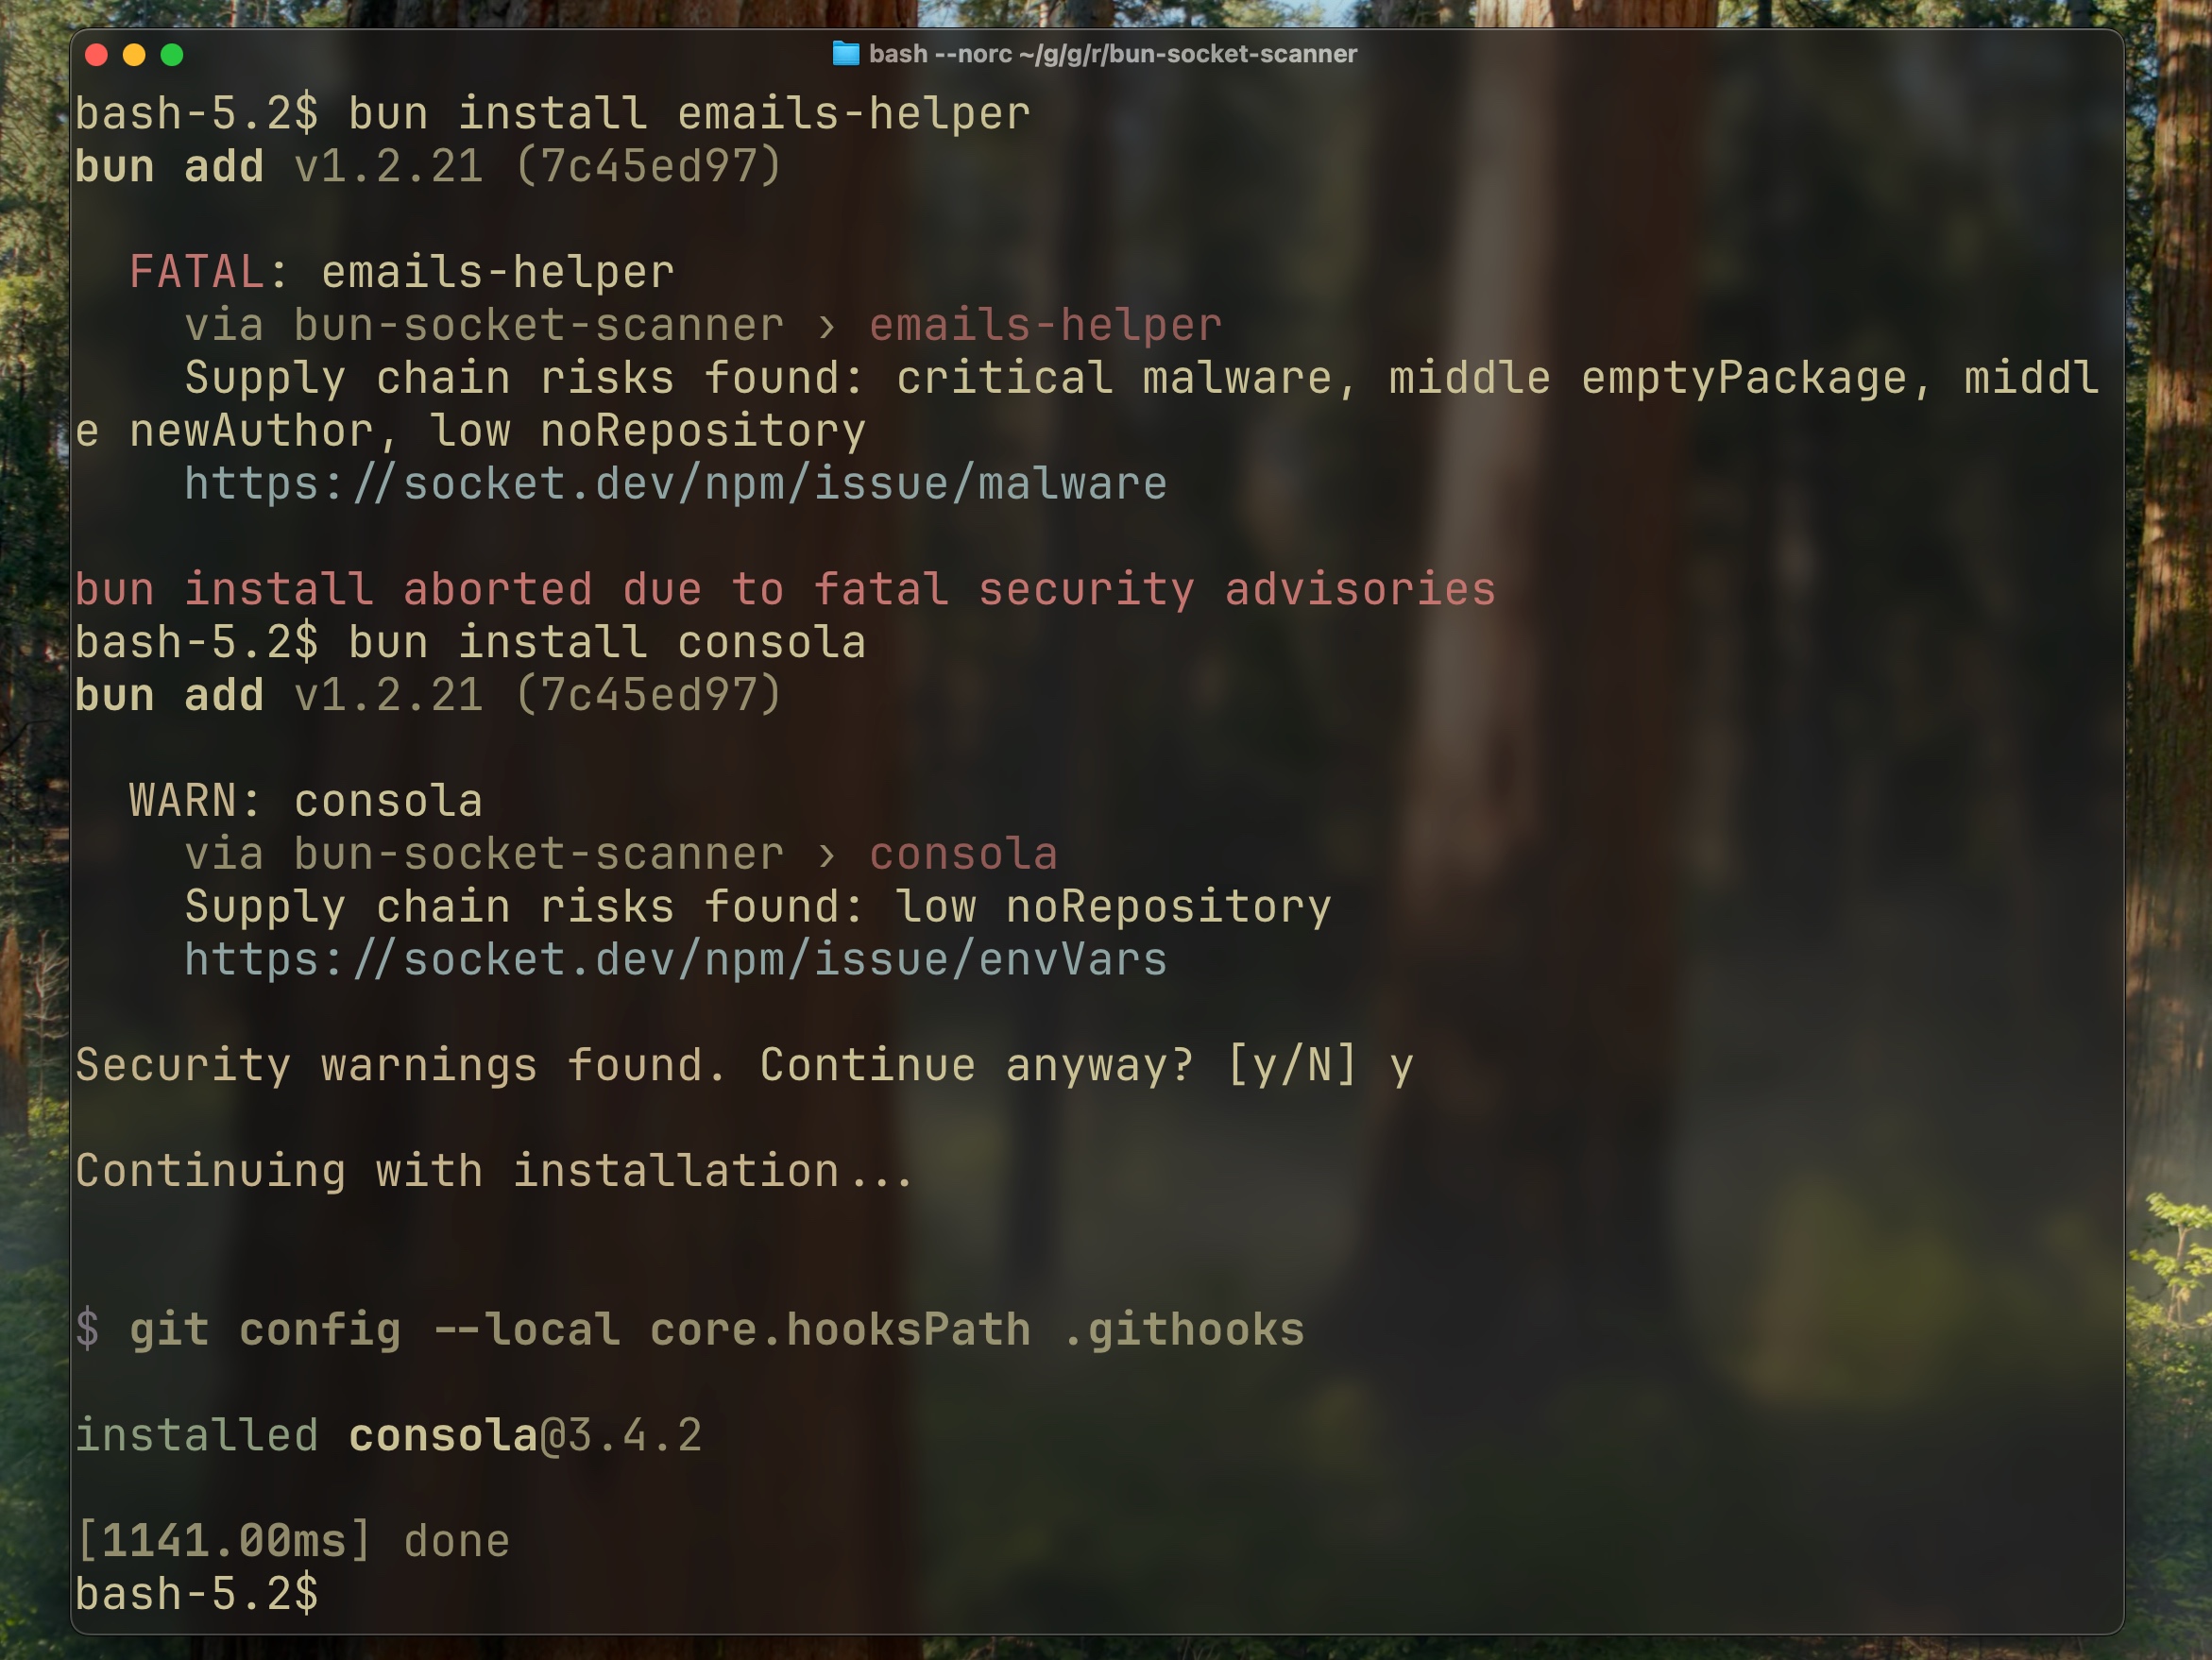 bash --norc ~/g/g/r/bun-socket-scanner
bash-5.2$ bun install emails-helper
bun add v1.2.21 (7c45ed97)
FATAL: emails-helper
via bun-socket-scanner › emails-helper
Supply chain risks found: critical malware, middle emptyPackage, middl
e newAuthor, low noRepository
https://socket.dev/npm/issue/malware
bun install aborted due to fatal security advisories
bash-5.2$ bun install consola
bun add v1.2.21 (7c45ed97)
WARN: consola
via bun-socket-scanner › consola
Supply chain risks found: low noRepository
https://socket.dev/npm/issue/envVars
Security warnings found. Continue anyway? [y/N] y
Continuing with installation...
$ git config --local core.hooksPath .githooks
installed consola@3.4.2
[1141.00ms] done
bash-5.2$